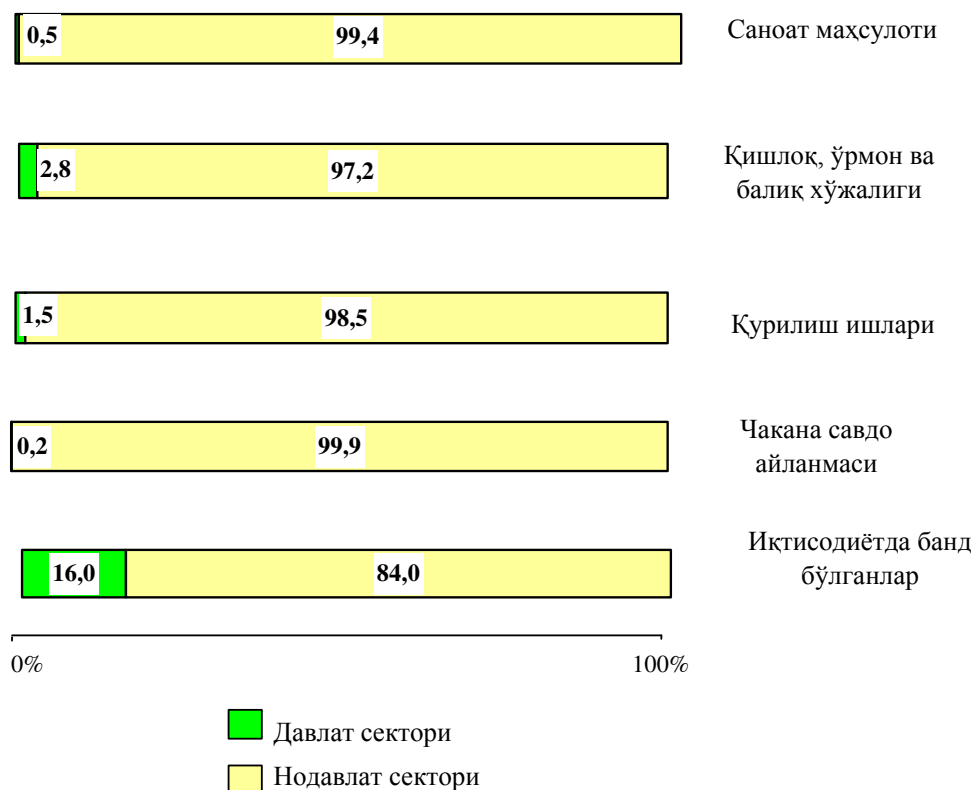 0,5 99,4 Саноат маҳсулоти
2,8 97,2 Қишлоқ, ўрмон ва
балиқ хўжалиги
1,5 98,5 Қурилиш ишлари
0,2 99,9 Чакана савдо
айланмаси
16,0 84,0 Иқтисодиётда банд
бўлганлар
0% 100%
Давлат сектори
Нодавлат сектори